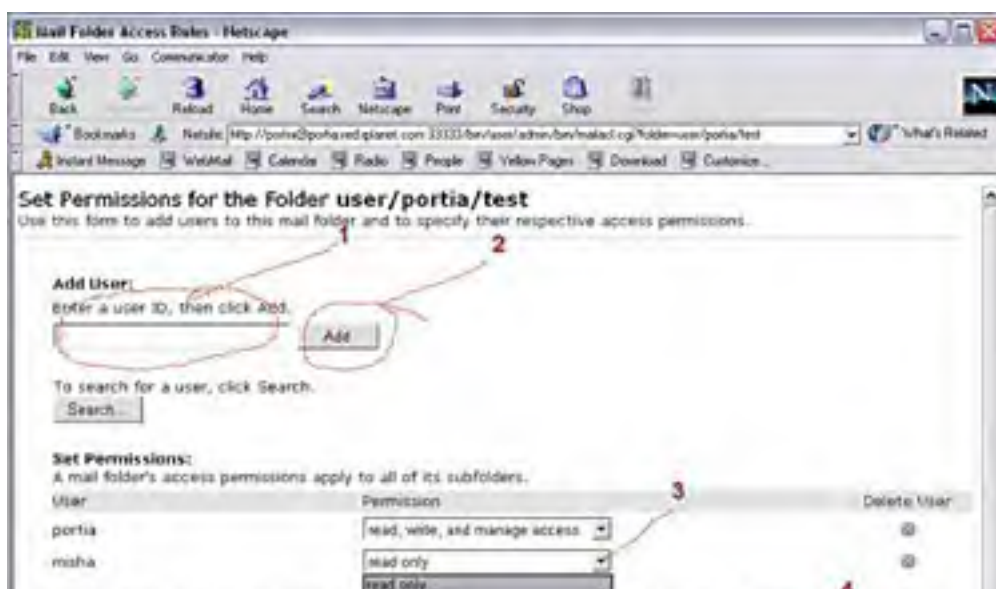 Mail Folder Access Rules - Netscape
File Edit View Go Communicator Help
Back Reload Home Search Netscape Print Security Shop N
Bookmarks Netsite: What's Related
Instant Message WebMail Calendar Radio People Yellow Pages Download Customize...
Set Permissions for the Folder user/portia/test
Use this form to add users to this mail folder and to specify their respective access permissions.
1
2
Add User:
Enter a user ID, then click Add.
Add
To search for a user, click Search.
Search...
Set Permissions:
A mail folder's access permissions apply to all of its subfolders.
User Permission 3 Delete User
portia read, write, and manage access
misha read only
read only 4